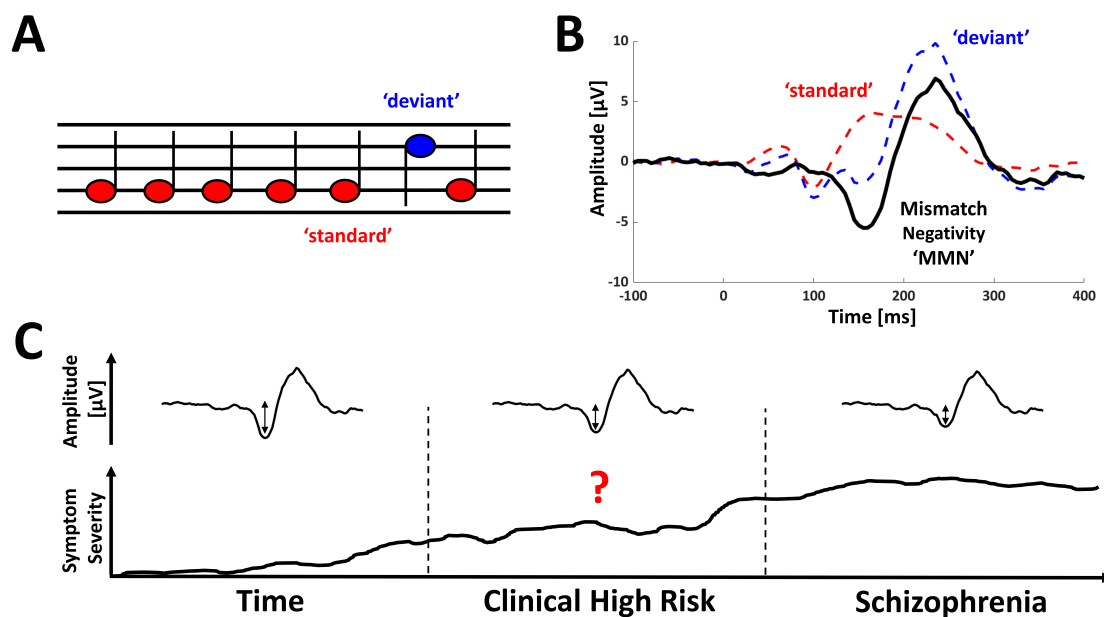 A
'deviant'
'standard'
B
Amplitude [µV]
10
5
0
-5
-10
'deviant'
'standard'
Mismatch
Negativity
'MMN'
-100
0
100
200
300
400
Time [ms]
C
Amplitude
[µV]
Symptom
Severity
?
Time
Clinical High Risk
Schizophrenia